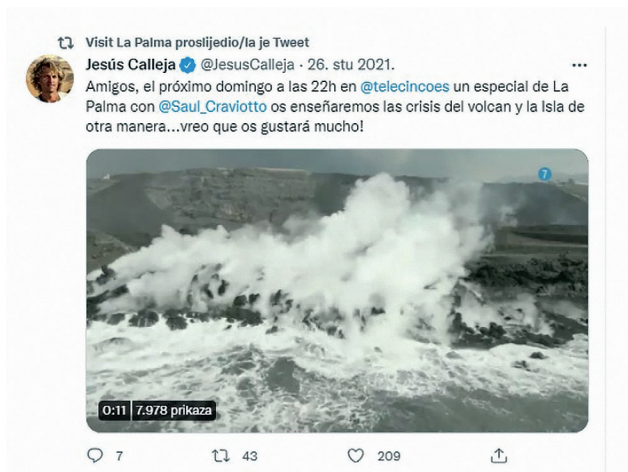 Visit La Palma proslijedio/la je Tweet
Jesús Calleja @JesusCalleja · 26. stu 2021.
Amigos, el próximo domingo a las 22h en @telecincoes un especial de La
Palma con @Saul_Craviotto os enseñaremos las crisis del volcan y la Isla de
otra manera...vreo que os gustará mucho!
7
0:11 7.978 prikaza
7 43 209